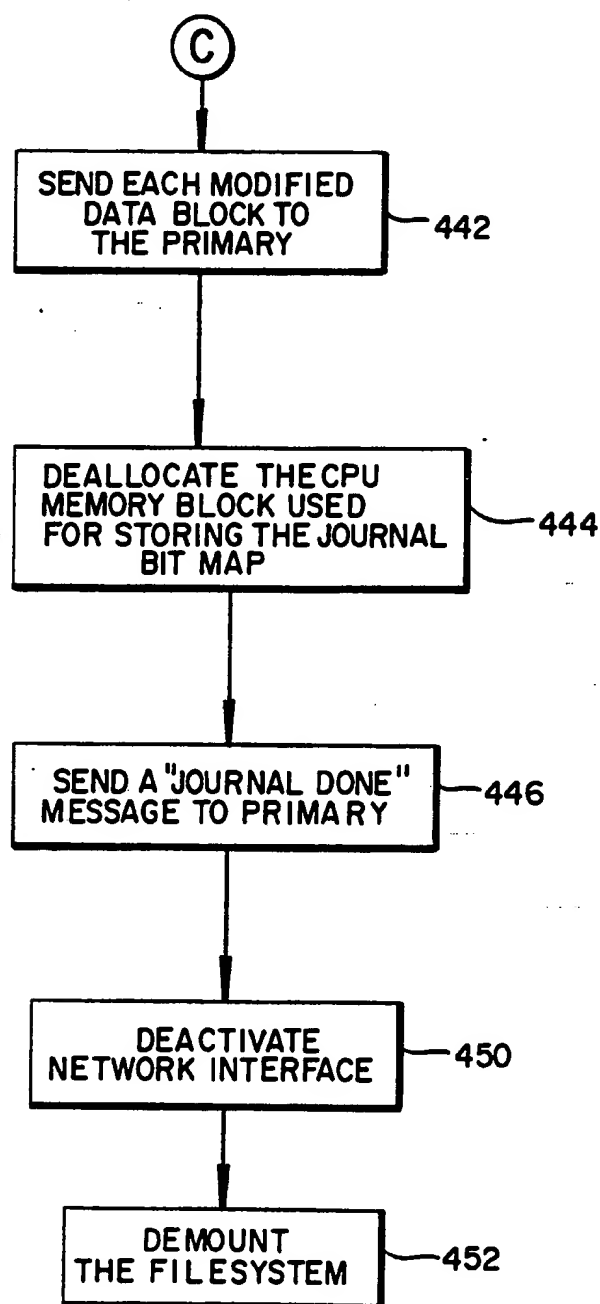 C
SEND EACH MODIFIED
DATA BLOCK TO
THE PRIMARY
442
DEALLOCATE THE CPU
MEMORY BLOCK USED
FOR STORING THE JOURNAL
BIT MAP
444
SEND A "JOURNAL DONE"
MESSAGE TO PRIMARY
446
DEACTIVATE
NETWORK INTERFACE
450
DEMOUNT
THE FILESYSTEM
452